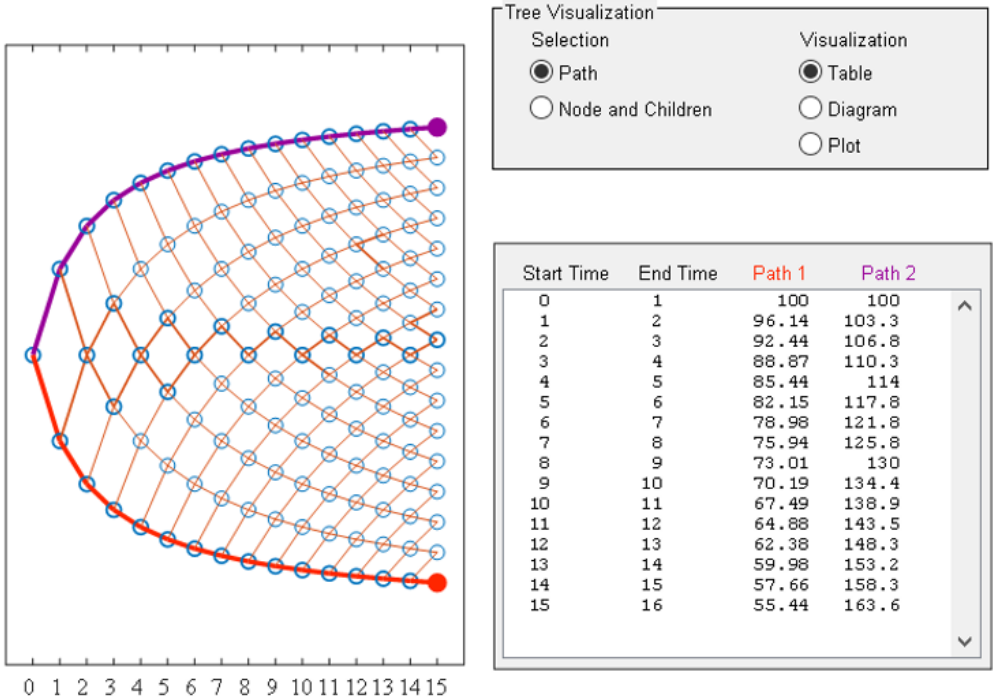 Tree Visualization
Selection Visualization
Path Table
Node and Children Diagram
Plot
Start Time End Time Path 1 Path 2
0 1 100 100
1 2 96.14 103.3
2 3 92.44 106.8
3 4 88.87 110.3
4 5 85.44 114
5 6 82.15 117.8
6 7 78.98 121.8
7 8 75.94 125.8
8 9 73.01 130
9 10 70.19 134.4
10 11 67.49 138.9
11 12 64.88 143.5
12 13 62.38 148.3
13 14 59.98 153.2
14 15 57.66 158.3
15 16 55.44 163.6
0 1 2 3 4 5 6 7 8 9 10 11 12 13 14 15